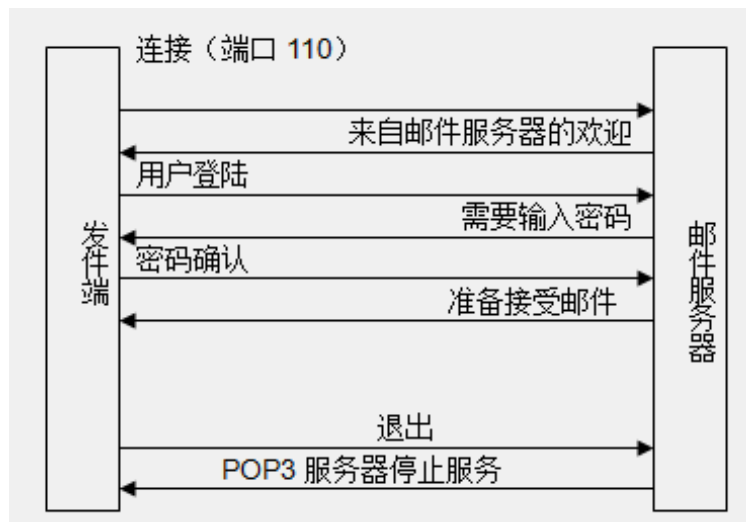 连接（端口 110）
来自邮件服务器的欢迎
用户登陆
需要输入密码
发件端
密码确认
邮件服务器
准备接受邮件
退出
POP3 服务器停止服务